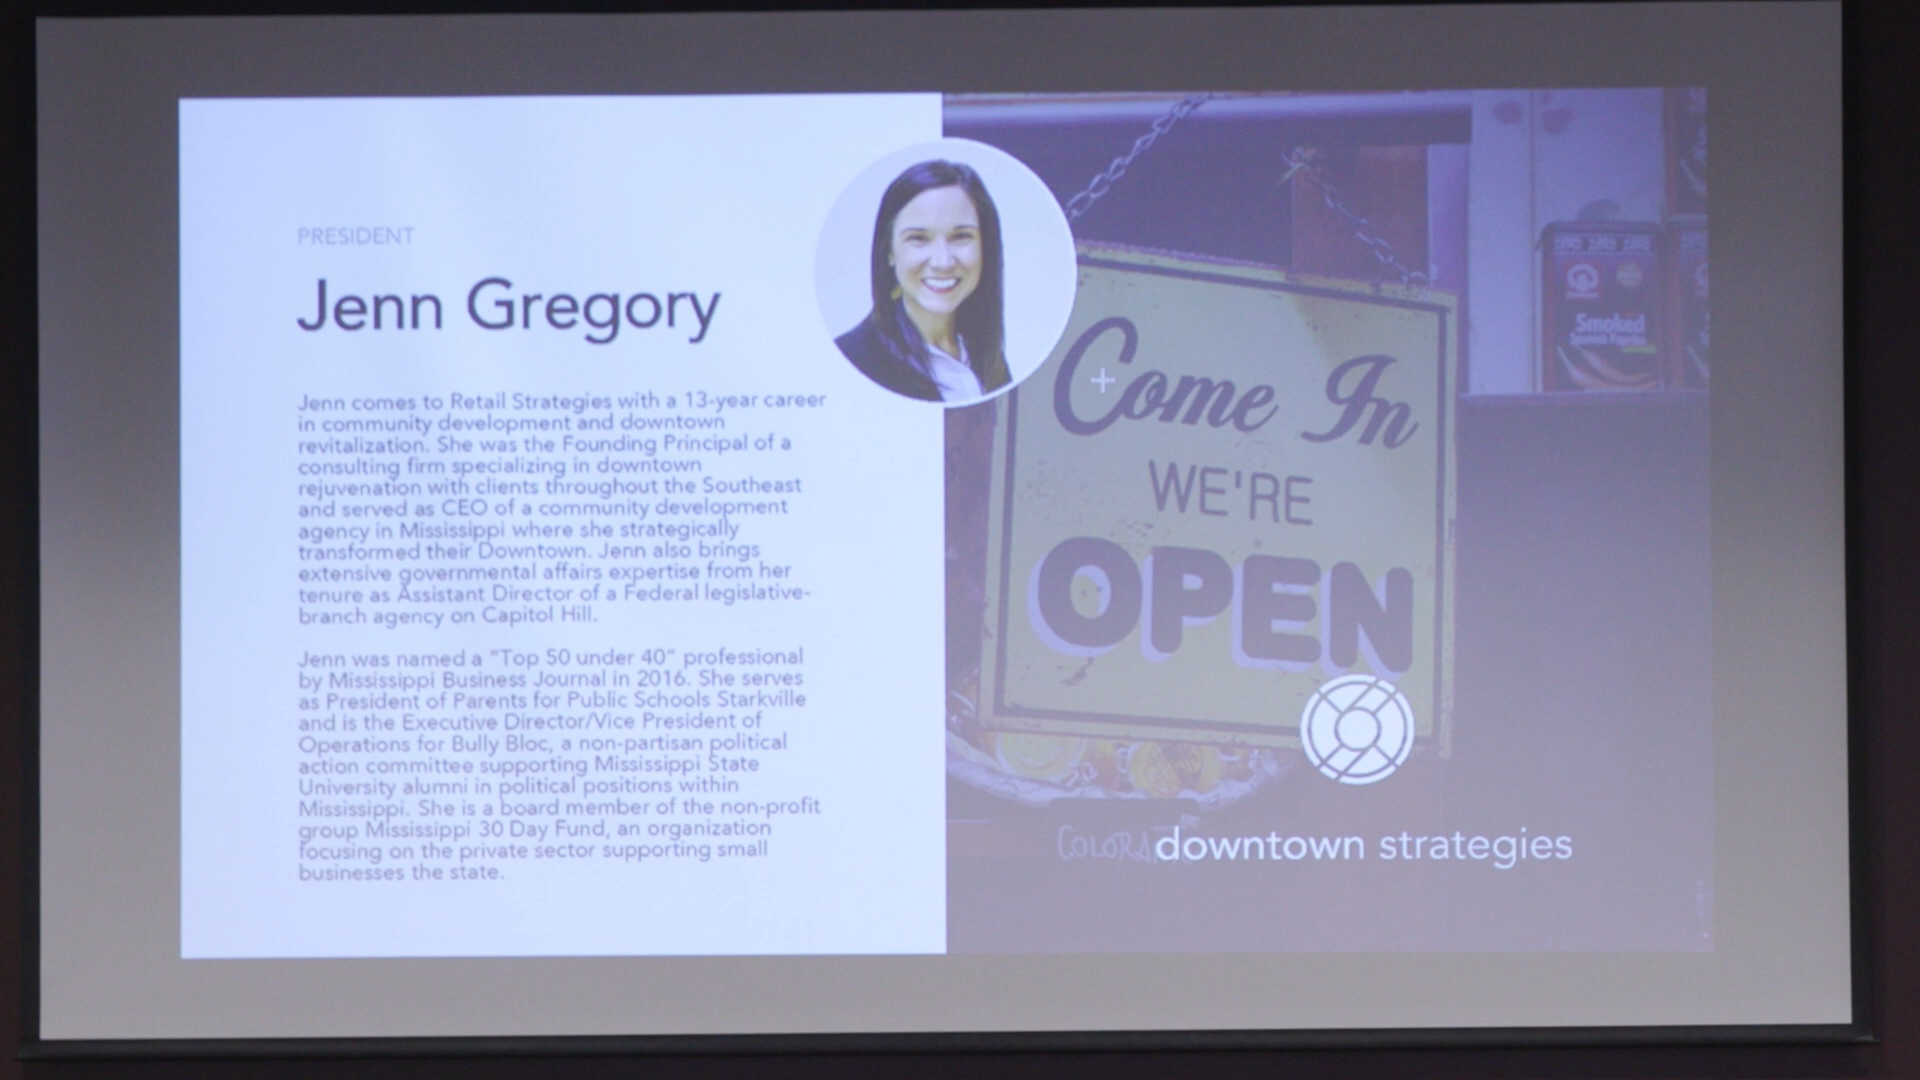 PRESIDENT
Jenn Gregory
Jenn comes to Retail Strategies with a 13-year career
in community development and downtown
revitalization. She was the Founding Principal of a
consulting firm specializing in downtown
rejuvenation with clients throughout the Southeast
and served as CEO of a community development
agency in Mississippi where she strategically
transformed their Downtown. Jenn also brings
extensive governmental affairs expertise from her
tenure as Assistant Director of a Federal legislative-
branch agency on Capitol Hill.
Jenn was named a "Top 50 under 40" professional
by Mississippi Business Journal in 2016. She serves
as President of Parents for Public Schools Starkville
and is the Executive Director/Vice President of
Operations for Bully Bloc, a non-partisan political
action committee supporting Mississippi State
University alumni in political positions within
Mississippi. She is a board member of the non-profit
group Mississippi 30 Day Fund, an organization
focusing on the private sector supporting small
businesses the state.
Come In
WE'RE
OPEN
Smoked
Spanish Paprika
downtown strategies